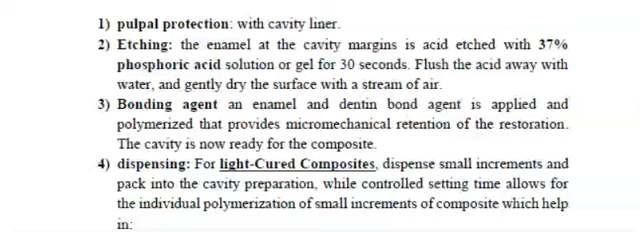 1) pulpal protection: with cavity liner.
2) Etching: the enamel at the cavity margins is acid etched with 37%
phosphoric acid solution or gel for 30 seconds. Flush the acid away with
water, and gently dry the surface with a stream of air.
3) Bonding agent an enamel and dentin bond agent is applied and
polymerized that provides micromechanical retention of the restoration.
The cavity is now ready for the composite.
4) dispensing: For light-Cured Composites, dispense small increments and
pack into the cavity preparation, while controlled setting time allows for
the individual polymerization of small increments of composite which help
in: